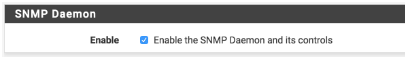 SNMP Daemon
Enable Enable the SNMP Daemon and its controls